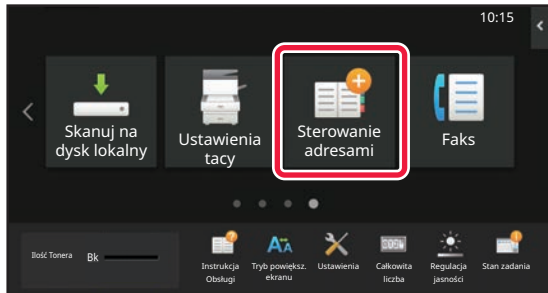 10:15
Skanuj na
dysk lokalny
Ustawienia
tacy
Sterowanie
adresami
Faks
Ilość Tonera
Bk
Instrukcja
Obsługi
Tryb powiększ.
ekranu
Ustawienia
Całkowita
liczba
Regulacja
jasności
Stan zadania